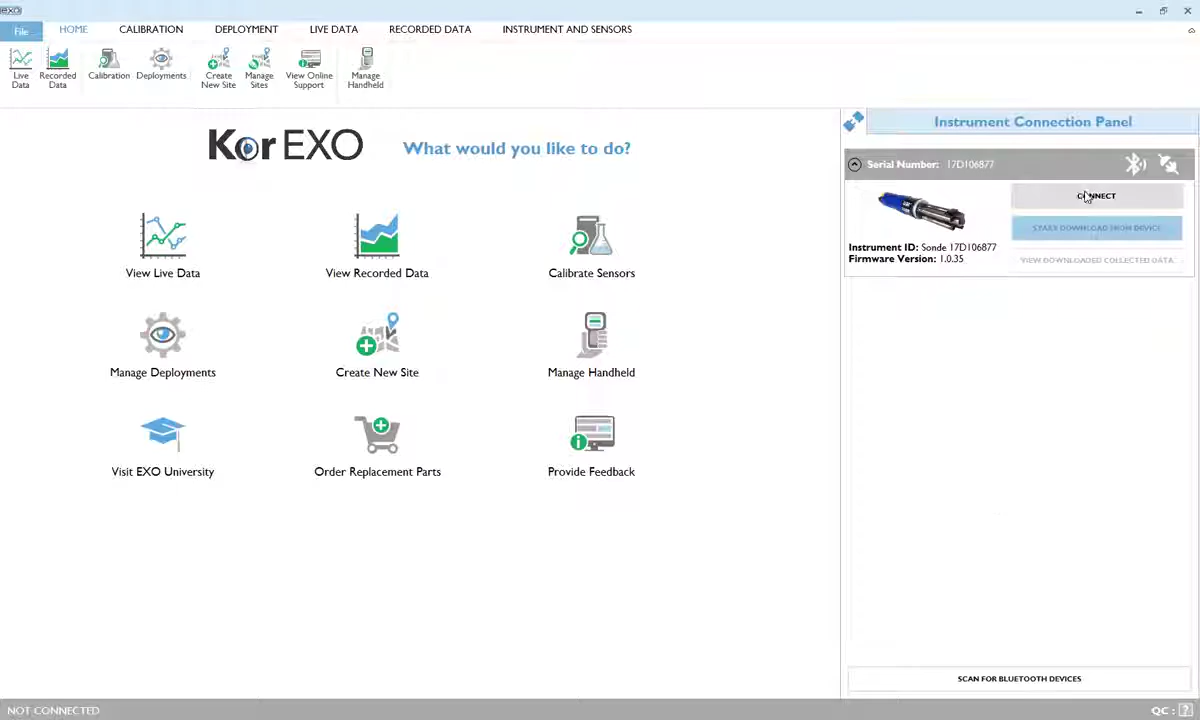 exo
File HOME CALIBRATION DEPLOYMENT LIVE DATA RECORDED DATA INSTRUMENT AND SENSORS
Live Data
Recorded Data
Calibration
Deployments
Create New Site
Manage Sites
View Online Support
Manage Handheld
Kor EXO What would you like to do?
View Live Data View Recorded Data Calibrate Sensors
Manage Deployments Create New Site Manage Handheld
Visit EXO University Order Replacement Parts Provide Feedback
Instrument Connection Panel
Serial Number: 17D106877
CONNECT
START DOWNLOAD FROM DEVICE
Instrument ID: Sonde 17D106877
Firmware Version: 1.0.35
VIEW DOWNLOADED COLLECTED DATA
SCAN FOR BLUETOOTH DEVICES
NOT CONNECTED QC : ?